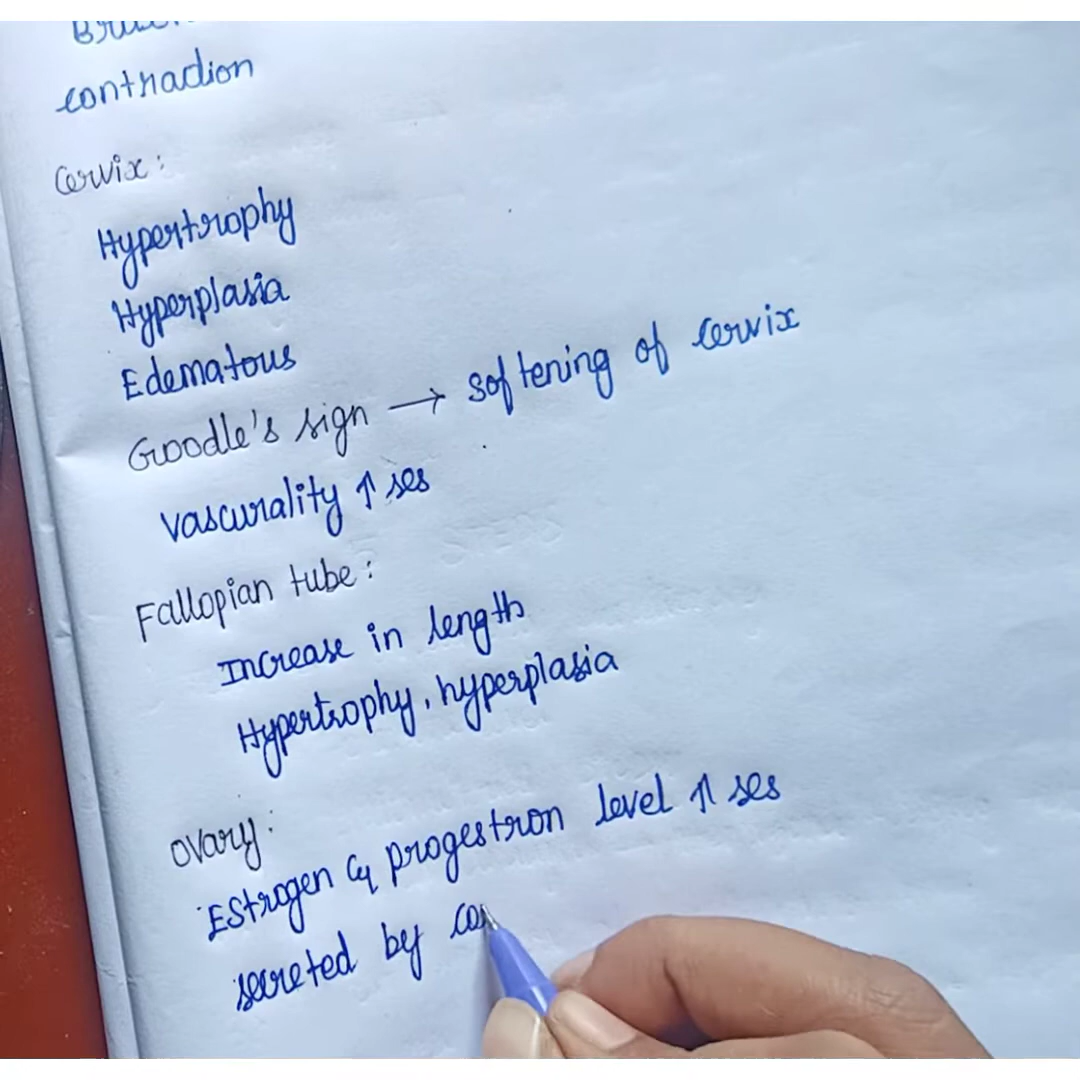 contraction
Cervix:
Hypertrophy
Hyperplasia
Edematous
Goodle's sign → softening of cervix
vascurality ↑ses
Fallopian tube:
Increase in length
Hypertrophy, hyperplasia
Ovary:
Estrogen & progestron level ↑ses
secreted by